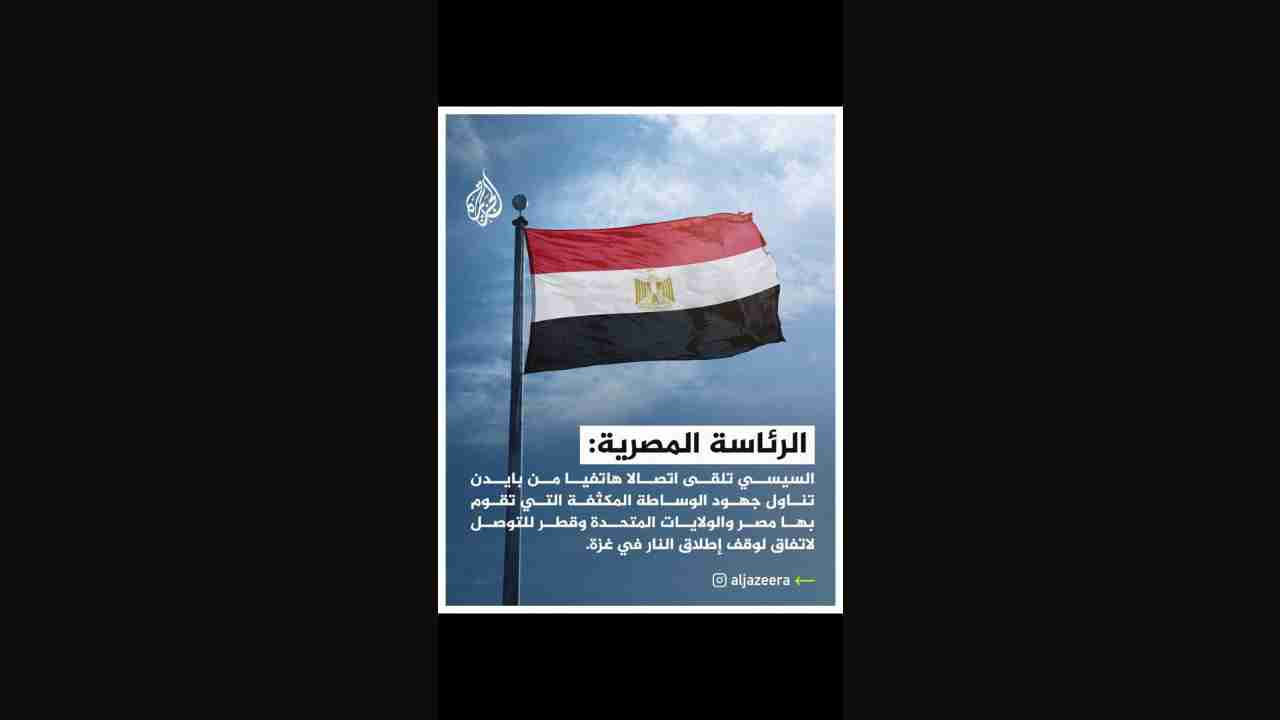 الجزيرة
الرئاسة المصرية:
السيسي تلقى اتصالا هاتفيا من بايدن
تناول جهود الوساطة المكثفة التي تقوم
بها مصر والولايات المتحدة وقطر للتوصل
لاتفاق لوقف إطلاق النار في غزة.
aljazeera